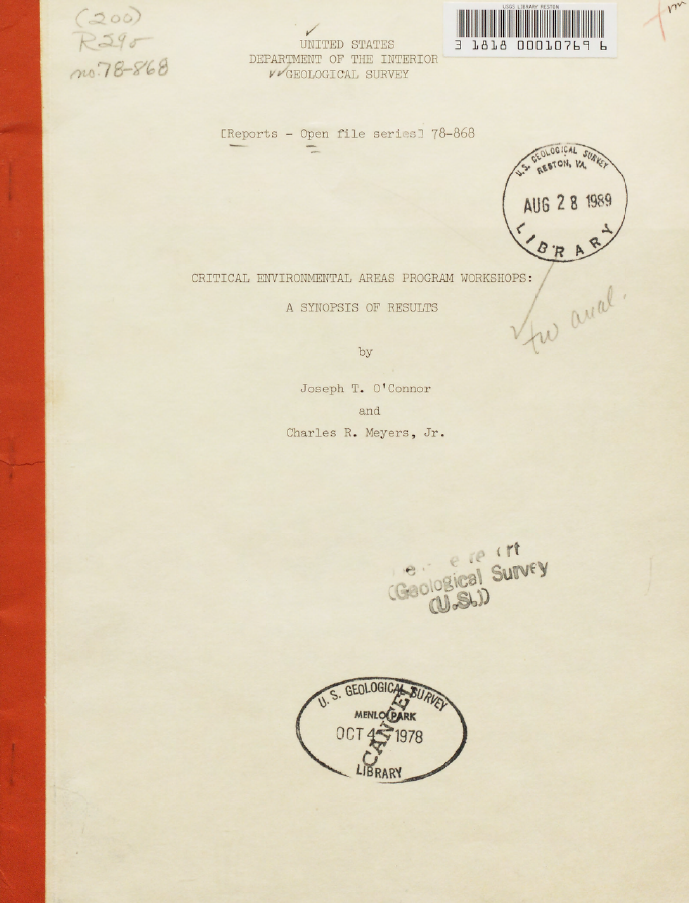 (200)
R290
no.78-868
USGS LIBRARY RESTON
3 1818 00010769 6
UNITED STATES
DEPARTMENT OF THE INTERIOR
GEOLOGICAL SURVEY
[Reports - Open file series] 78-868
U.S. GEOLOGICAL SURVEY
RESTON, VA.
AUG 28 1989
LIBRARY
CRITICAL ENVIRONMENTAL AREAS PROGRAM WORKSHOPS:
A SYNOPSIS OF RESULTS
by
Joseph T. O'Connor
and
Charles R. Meyers, Jr.
(Geological Survey
(U.S.))
U. S. GEOLOGICAL SURVEY
MENLO PARK
OCT 4 1978
CANCEL
LIBRARY